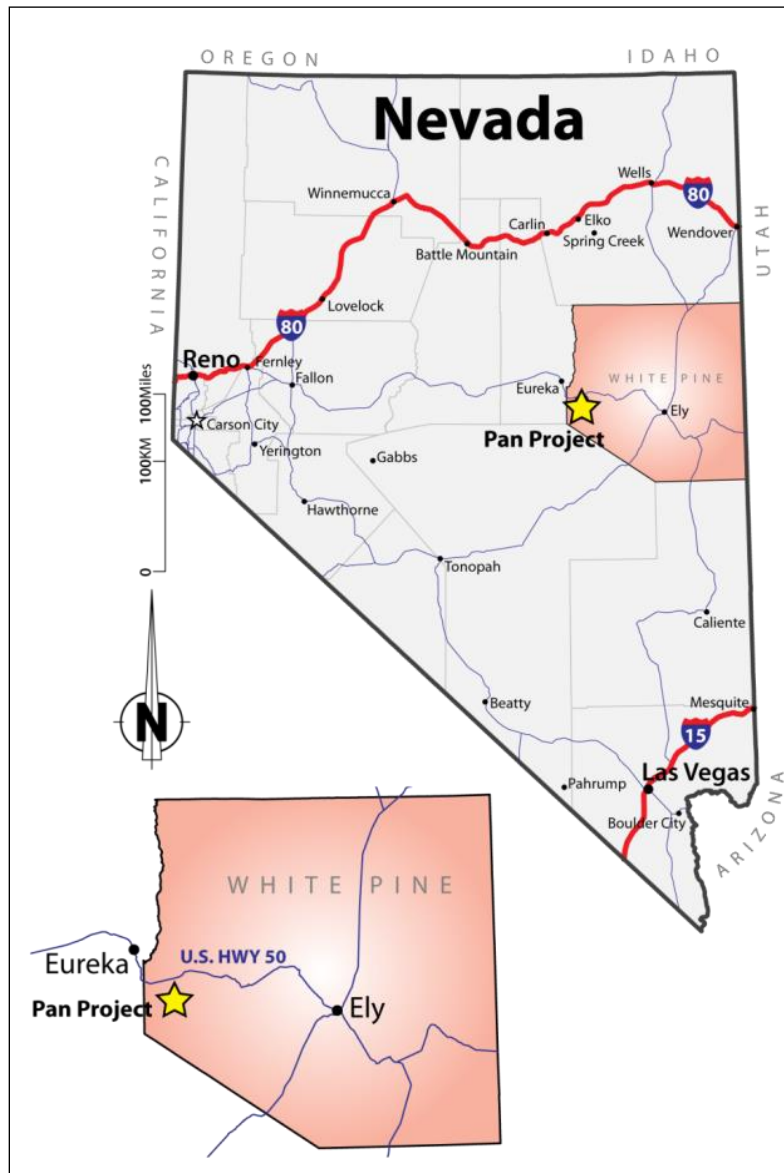 OREGON
IDAHO
Nevada
CALIFORNIA
UTAH
Wells
80
Winnemucca
Elko
Carlin
Spring Creek
Wendover
Battle Mountain
Lovelock
80
Reno
Fernley
Fallon
Eureka
WHITE PINE
Ely
Pan Project
Carson City
Yerington
Gabbs
Hawthorne
100Miles
100KM
0
Tonopah
Caliente
N
Beatty
Mesquite
15
Las Vegas
Pahrump
Boulder City
ARIZONA
WHITE PINE
U.S. HWY 50
Eureka
Pan Project
Ely